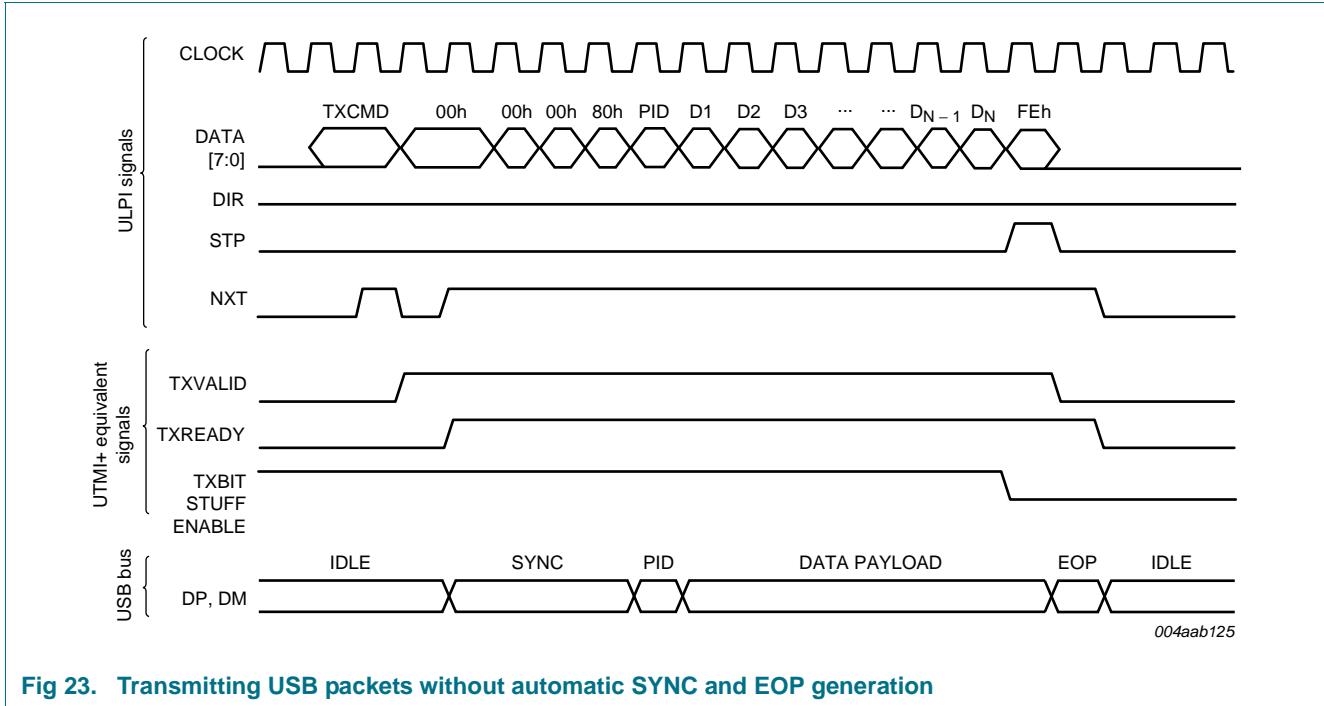 ULPI signals
CLOCK
TXCMD 00h 00h 00h 80h PID D1 D2 D3 ... ... DN – 1 DN FEh
DATA
[7:0]
DIR
STP
NXT
UTMI+ equivalent
signals
TXVALID
TXREADY
TXBIT
STUFF
ENABLE
USB bus
IDLE SYNC PID DATA PAYLOAD EOP IDLE
DP, DM
004aab125
Fig 23. Transmitting USB packets without automatic SYNC and EOP generation